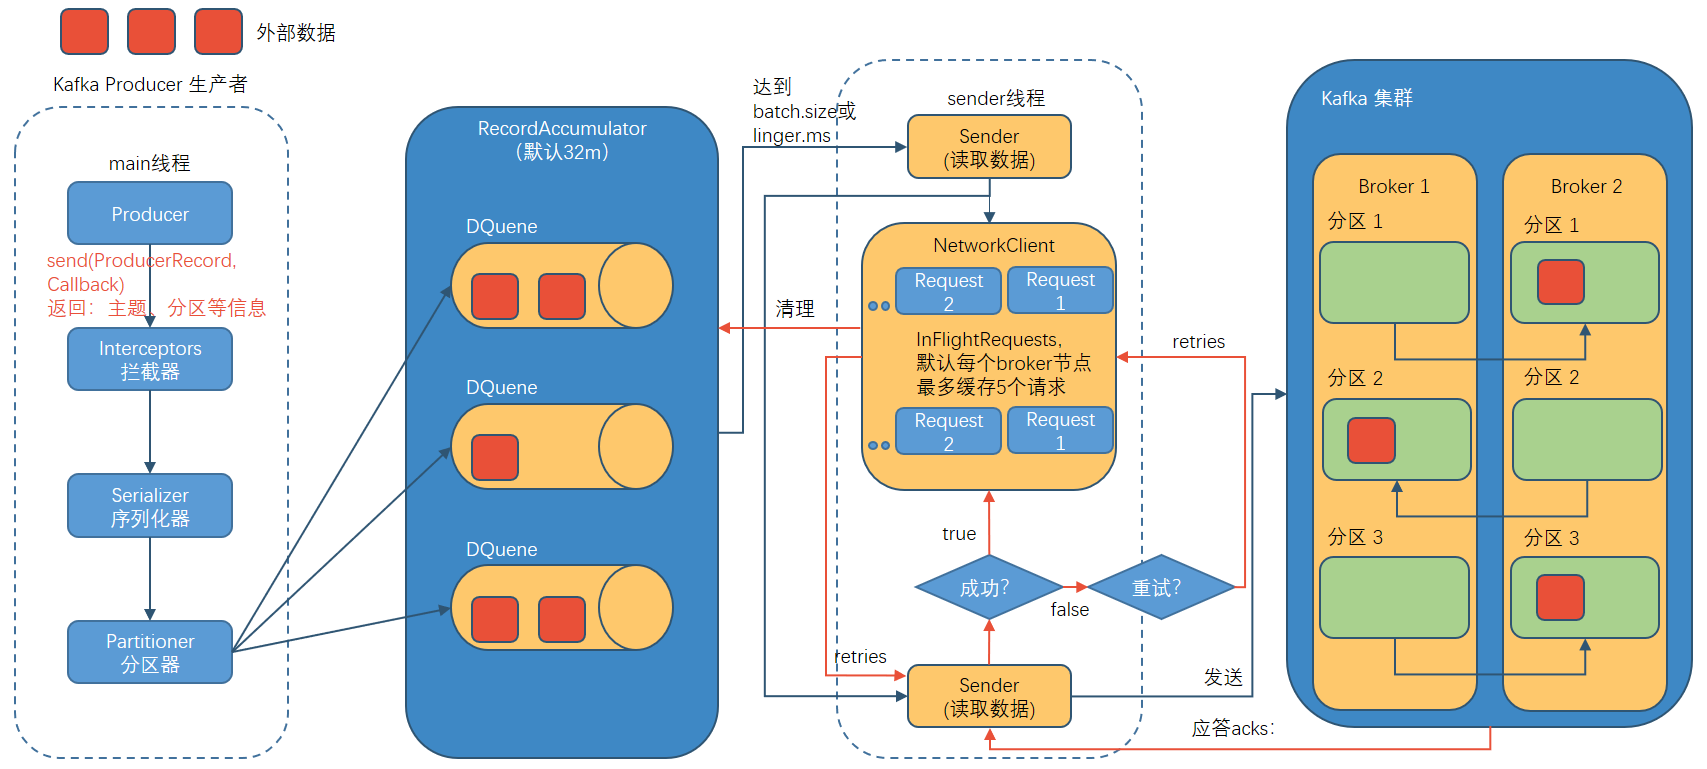 外部数据
Kafka Producer 生产者
main线程
Producer
send(ProducerRecord,
Callback)
返回：主题、分区等信息
Interceptors
拦截器
Serializer
序列化器
Partitioner
分区器
RecordAccumulator
（默认32m）
DQuene
DQuene
DQuene
达到
batch.size或
linger.ms
清理
sender线程
Sender
(读取数据)
NetworkClient
Request
2
Request
1
InFlightRequests,
默认每个broker节点
最多缓存5个请求
Request
2
Request
1
true
成功?
false
重试?
retries
retries
Sender
(读取数据)
发送
应答acks：
Kafka 集群
Broker 1
分区 1
分区 2
分区 3
Broker 2
分区 1
分区 2
分区 3